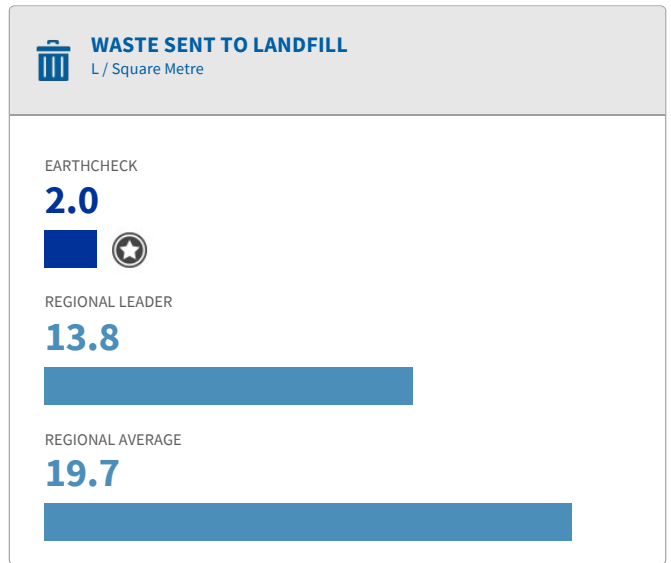 WASTE SENT TO LANDFILL
L / Square Metre
EARTHCHECK
2.0
REGIONAL LEADER
13.8
REGIONAL AVERAGE
19.7